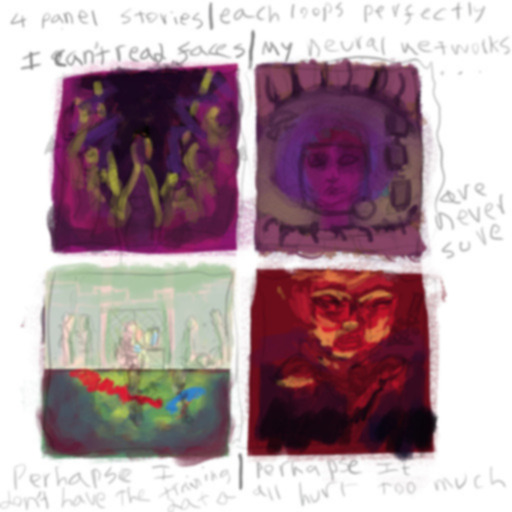 4 panel stories/each loops perfectly
I can't read faces/my neural networks
....
are
never
sure
Perhapse I / Perhapse It
dont have the training all hurt too much
data